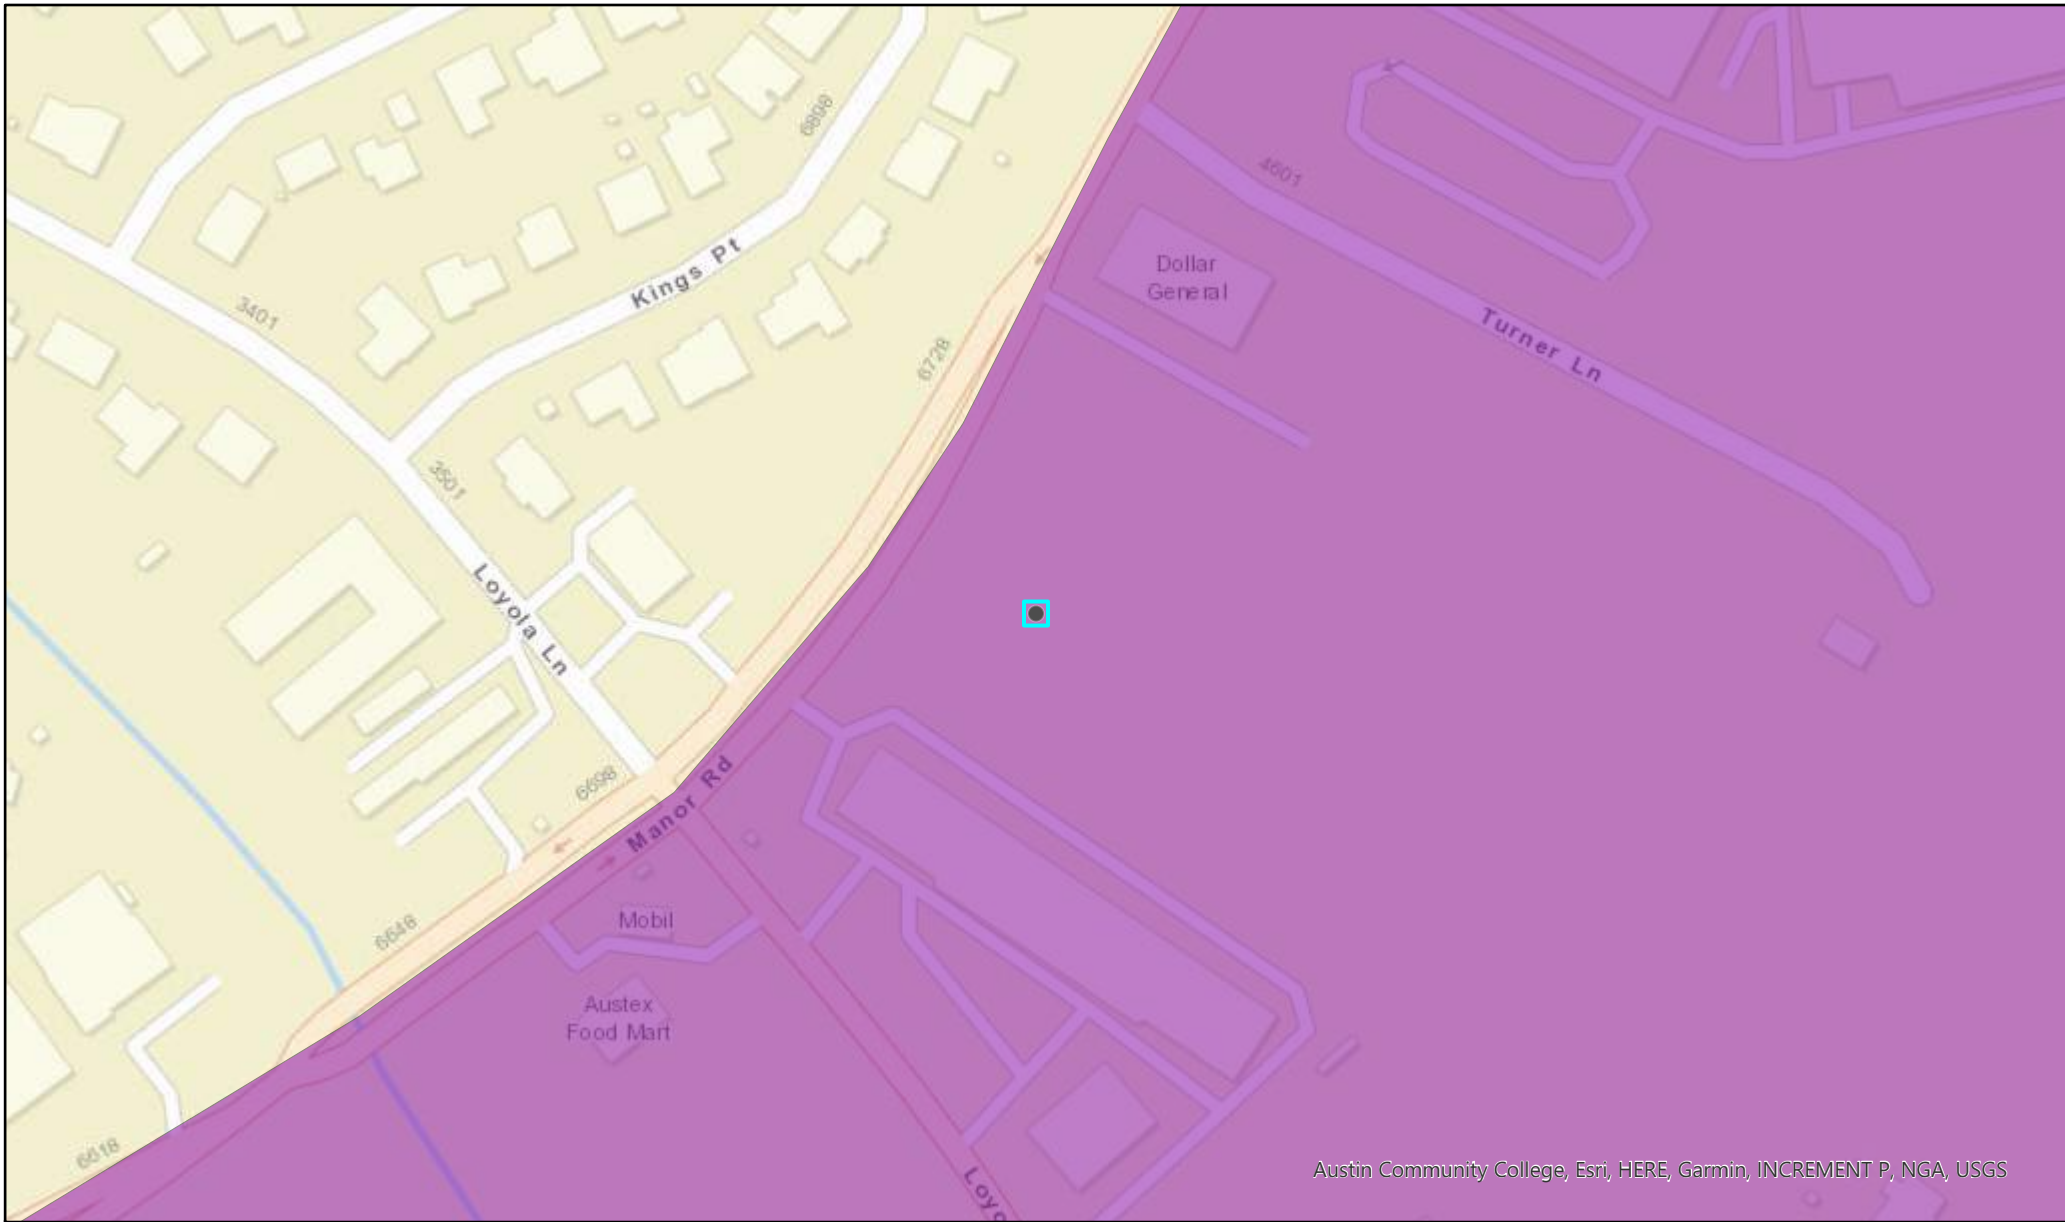 6898
4601
Dollar
General
Kings Pt
3401
Turner Ln
6728
3501
Loyola Ln
6698
Manor Rd
Mobil
6648
Austex
Food Mart
6618
Loyo
Austin Community College, Esri, HERE, Garmin, INCREMENT P, NGA, USGS